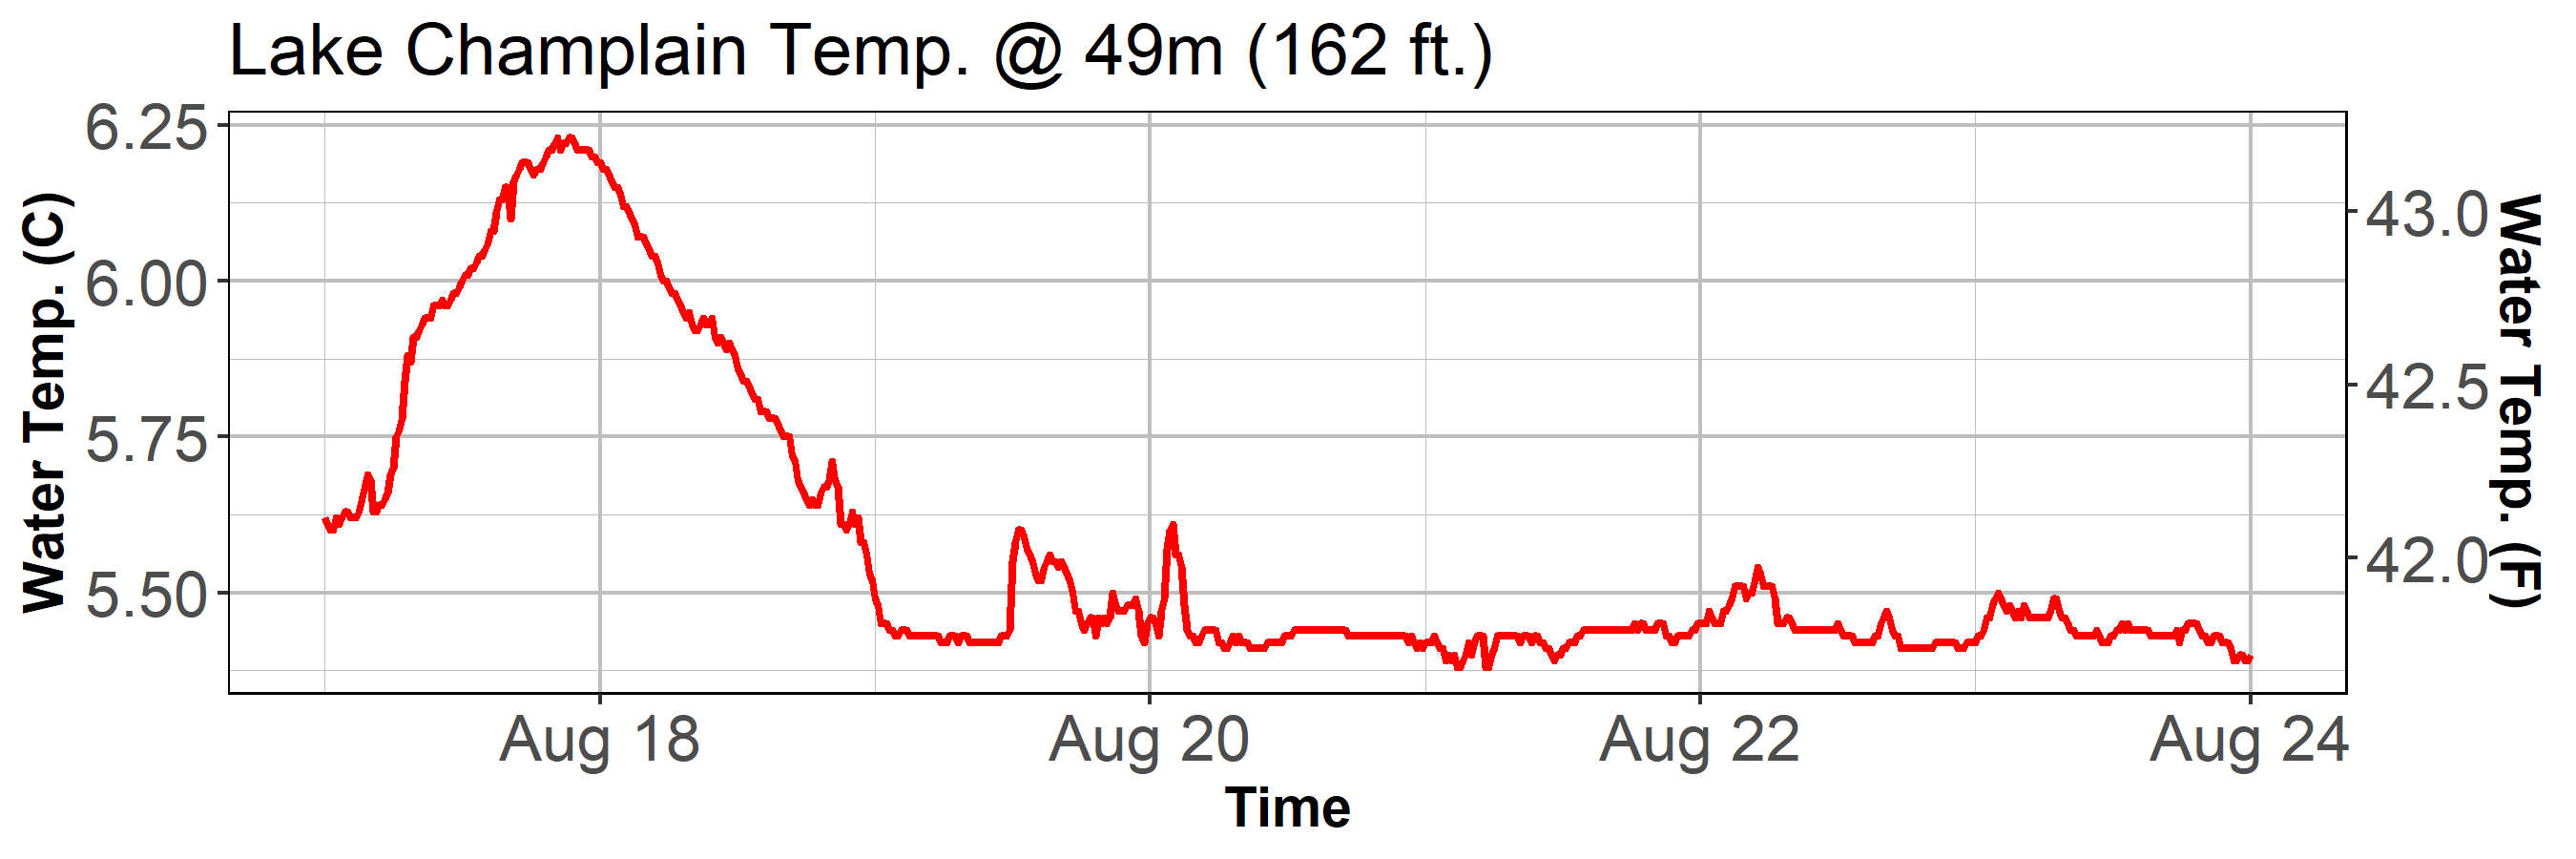 Lake Champlain Temp. @ 49m (162 ft.)
Water Temp. (C)
6.25
6.00
5.75
5.50
43.0
42.5
42.0
Water Temp. (F)
Aug 18 Aug 20 Aug 22 Aug 24
Time